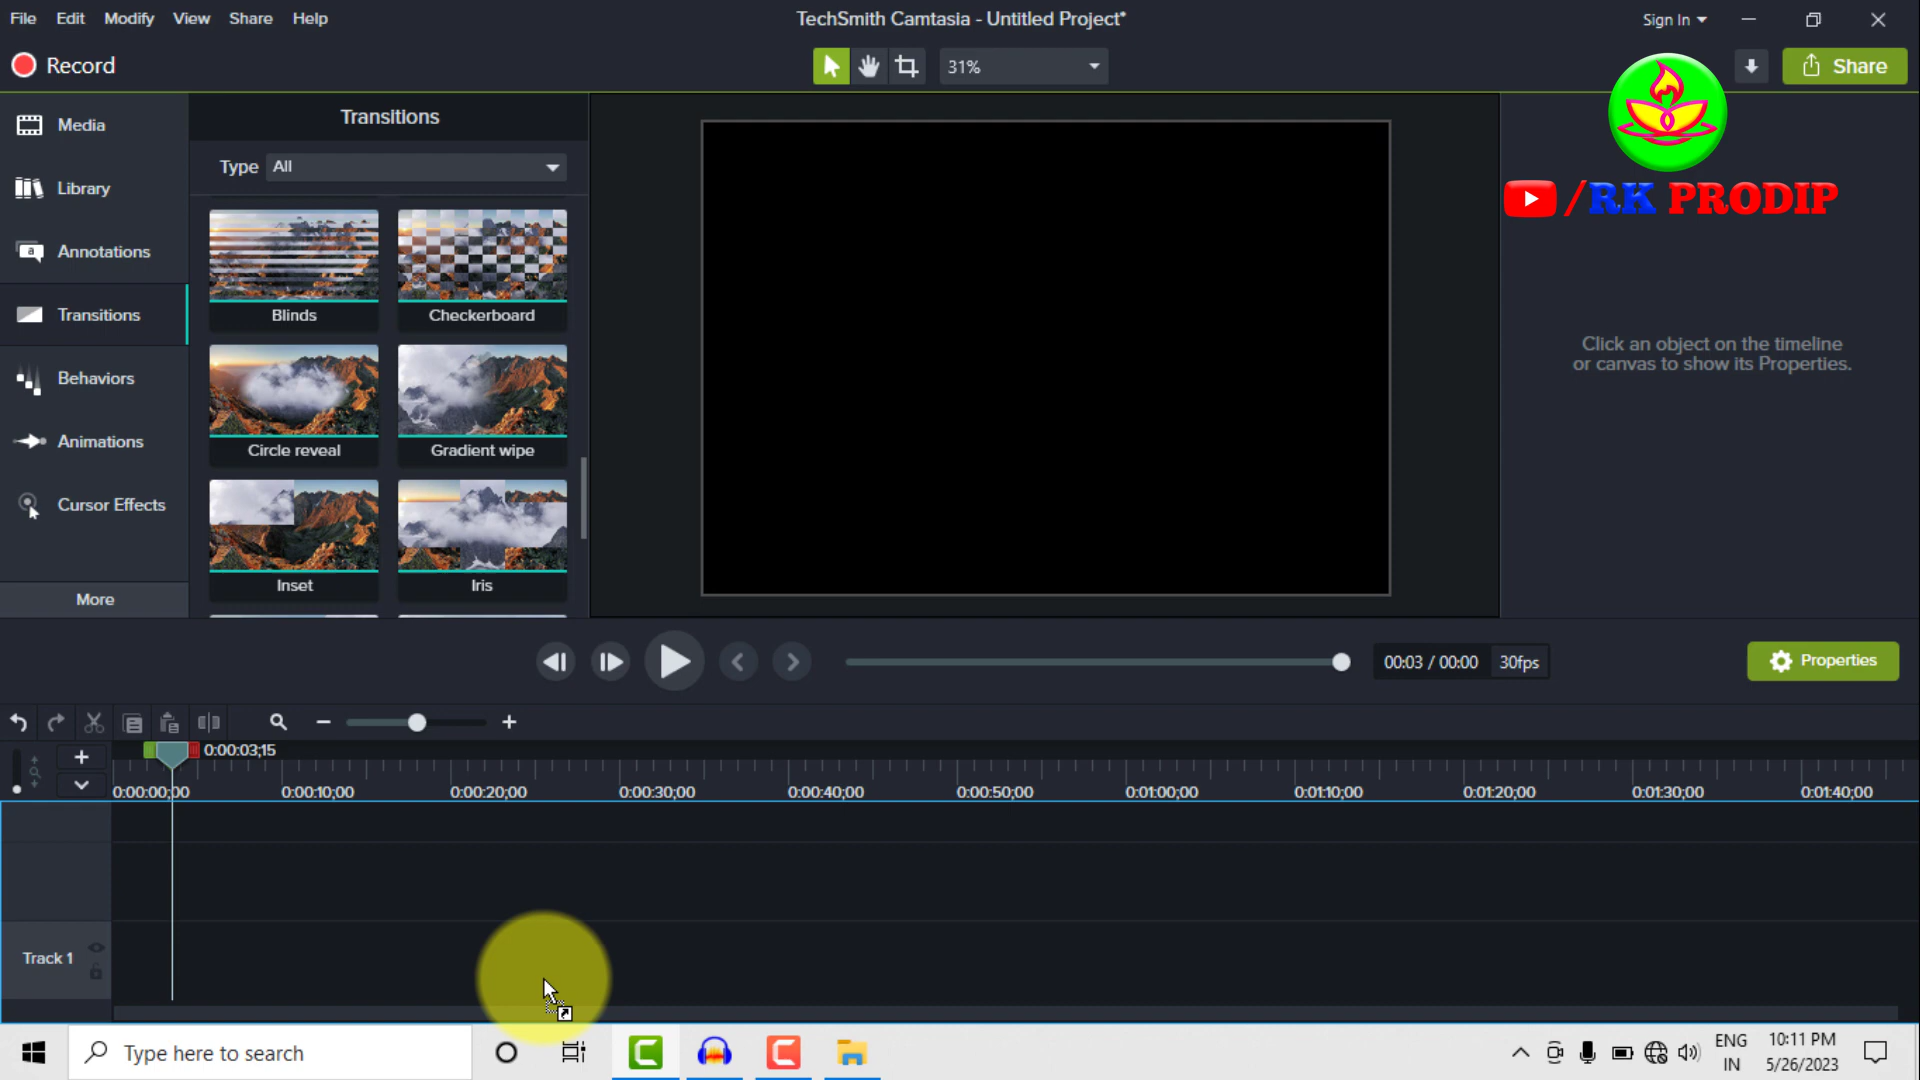 File Edit Modify View Share Help
TechSmith Camtasia - Untitled Project*
Sign In
Record
31%
Share
Media
Library
Annotations
Transitions
Behaviors
Animations
Cursor Effects
More
Transitions
Type All
Blinds Checkerboard
Circle reveal Gradient wipe
Inset Iris
/RK PRODIP
Click an object on the timeline
or canvas to show its Properties.
00:03 / 00:00 30fps
Properties
0:00:03;15
0:00:00;00 0:00:10;00 0:00:20;00 0:00:30;00 0:00:40;00 0:00:50;00 0:01:00;00 0:01:10;00 0:01:20;00 0:01:30;00 0:01:40;00
Track 1
Type here to search
ENG
IN
10:11 PM
5/26/2023